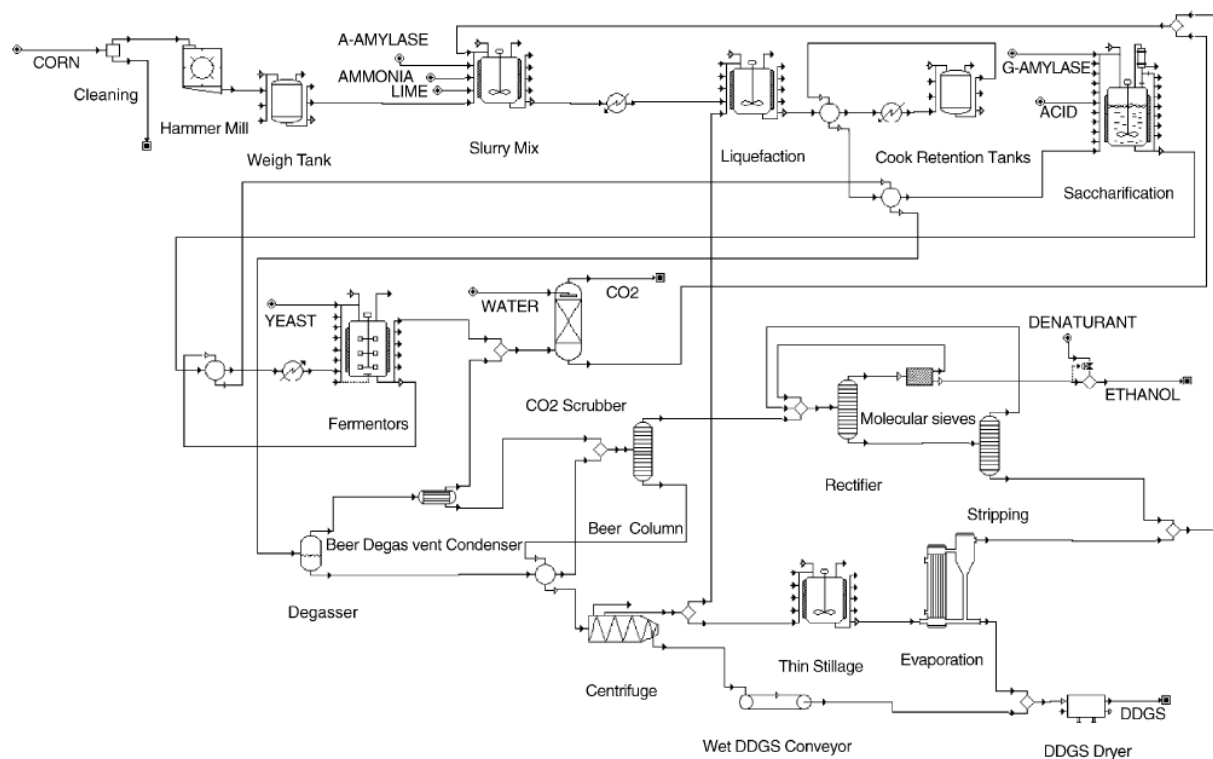 A-AMYLASE
G-AMYLASE
CORN
AMMONIA
LIME
ACID
Cleaning
Hammer Mill
Weigh Tank
Slurry Mix
Liquefaction
Cook Retention Tanks
Saccharification
YEAST
WATER
CO2
DENATURANT
ETHANOL
Fermentors
CO2 Scrubber
Molecular sieves
Rectifier
Stripping
Beer Column
Beer Degas vent Condenser
Degasser
Centrifuge
Thin Stillage
Evaporation
DDGS
Wet DDGS Conveyor
DDGS Dryer